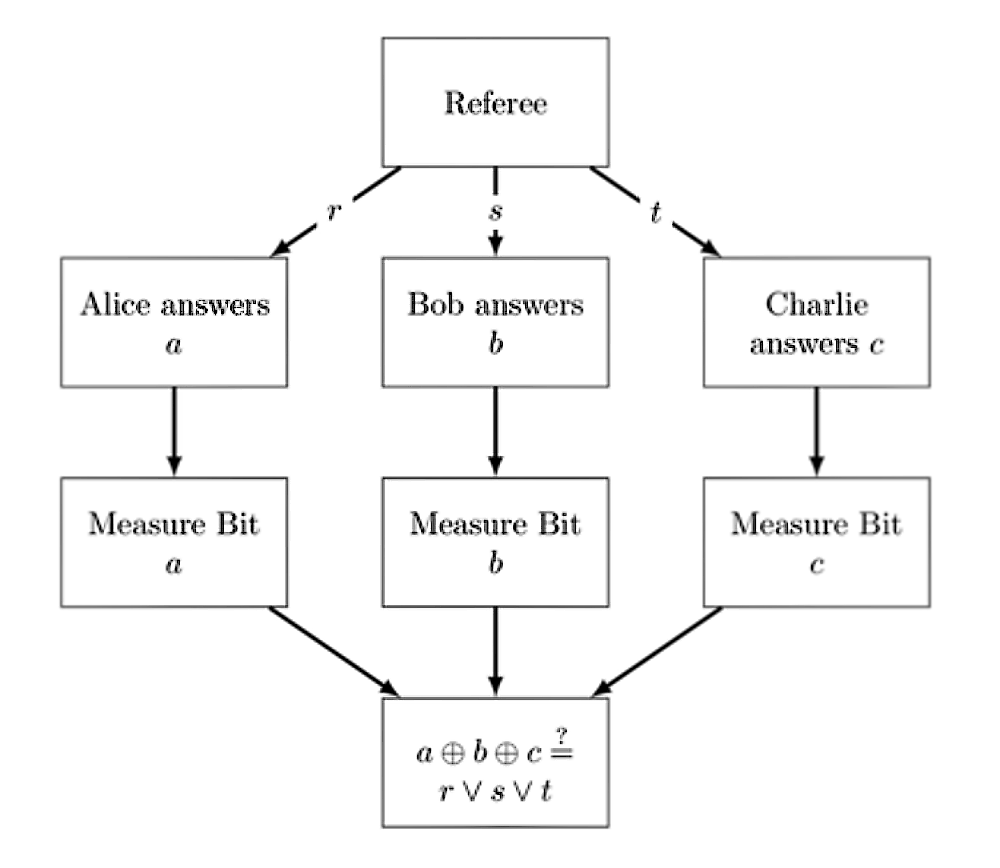 Referee
r
s
t
Alice answers
a
Bob answers
b
Charlie
answers c
Measure Bit
a
Measure Bit
b
Measure Bit
c
a ⊕ b ⊕ c ≟
r ∨ s ∨ t